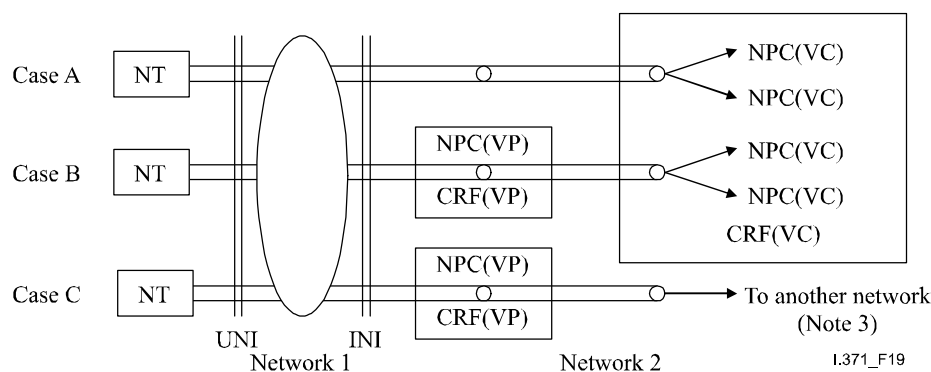 NPC(VC)
Case A
NT
NPC(VC)
NPC(VP)
NPC(VC)
Case B
NT
CRF(VP)
NPC(VC)
CRF(VC)
NPC(VP)
Case C
NT
To another network
(Note 3)
CRF(VP)
UNI
INI
Network 1
Network 2
I.371_F19